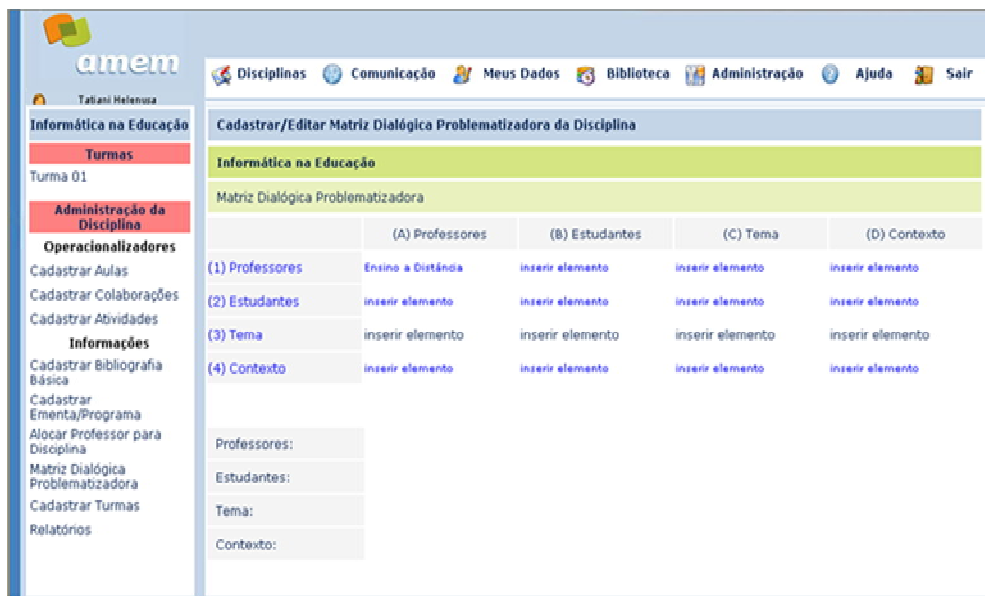 amem
Disciplinas Comunicação Meus Dados Biblioteca Administração Ajuda Sair
Tatiani Helenusa
Informática na Educação
Turmas
Turma 01
Administração da
Disciplina
Operacionalizadores
Cadastrar Aulas
Cadastrar Colaborações
Cadastrar Atividades
Informações
Cadastrar Bibliografia
Básica
Cadastrar
Ementa/Programa
Alocar Professor para
Disciplina
Matriz Dialógica
Problematizadora
Cadastrar Turmas
Relatórios
Cadastrar/Editar Matriz Dialógica Problematizadora da Disciplina
Informática na Educação
Matriz Dialógica Problematizadora
(A) Professores (B) Estudantes (C) Tema (D) Contexto
(1) Professores Ensino a Distância inserir elemento inserir elemento inserir elemento
(2) Estudantes inserir elemento inserir elemento inserir elemento inserir elemento
(3) Tema inserir elemento inserir elemento inserir elemento inserir elemento
(4) Contexto inserir elemento inserir elemento inserir elemento inserir elemento
Professores:
Estudantes:
Tema:
Contexto: